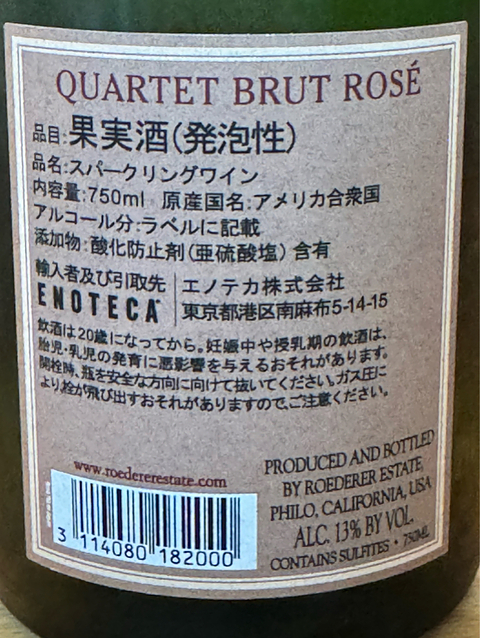 QUARTET BRUT ROSÉ
品目:果実酒(発泡性)
品名:スパークリングワイン
内容量:750ml 原産国名:アメリカ合衆国
アルコール分:ラベルに記載
添加物:酸化防止剤(亜硫酸塩)含有
輸入者及び引取先
ENOTECA
エノテカ株式会社
東京都港区南麻布5-14-15
飲酒は20歳になってから。妊娠中や授乳期の飲酒は、
胎児・乳児の発育に悪影響を与えるおそれがあります。
開栓時、瓶を安全な方向に向けて抜いてください。ガス圧に
より、栓が飛び出すおそれがありますので、ご注意ください。
www.roedererestate.com
3 114080 182000
PRODUCED AND BOTTLED
BY ROEDERER ESTATE,
PHILO, CALIFORNIA, USA
ALC. 13% BY VOL.
CONTAINS SULFITES • 750ML